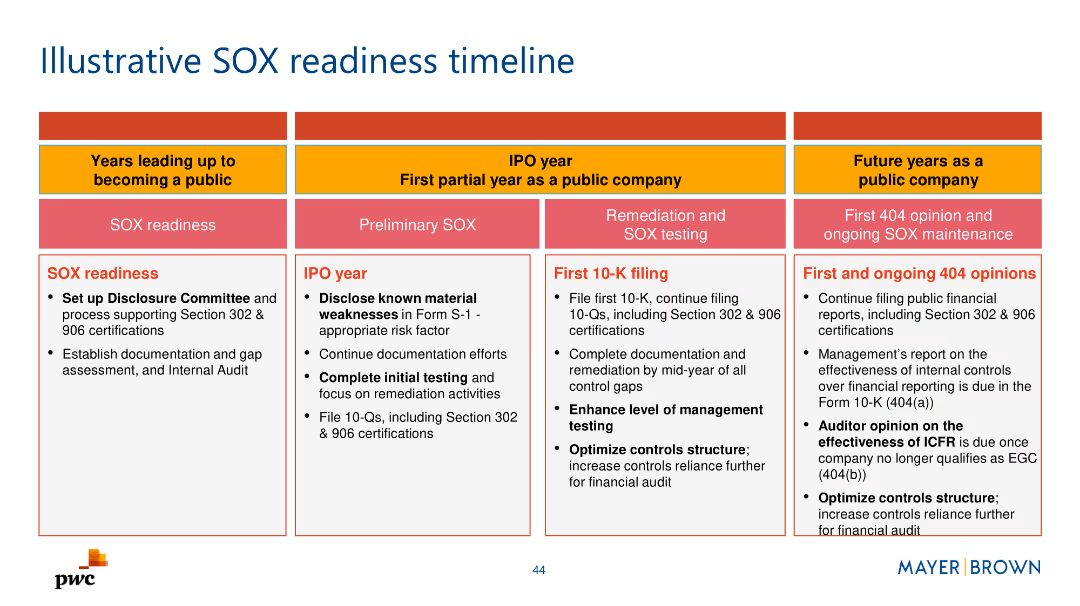 Illustrative SOX readiness timeline
Years leading up to
becoming a public
IPO year
First partial year as a public company
Future years as a
public company
SOX readiness
Preliminary SOX
Remediation and
SOX testing
First 404 opinion and
ongoing SOX maintenance
SOX readiness
• Set up Disclosure Committee and
process supporting Section 302 &
906 certifications
• Establish documentation and gap
assessment, and Internal Audit
IPO year
• Disclose known material
weaknesses in Form S-1 -
appropriate risk factor
• Continue documentation efforts
• Complete initial testing and
focus on remediation activities
• File 10-Qs, including Section 302
& 906 certifications
First 10-K filing
• File first 10-K, continue filing
10-Qs, including Section 302 & 906
certifications
• Complete documentation and
remediation by mid-year of all
control gaps
• Enhance level of management
testing
• Optimize controls structure;
increase controls reliance further
for financial audit
First and ongoing 404 opinions
• Continue filing public financial
reports, including Section 302 & 906
certifications
• Management's report on the
effectiveness of internal controls
over financial reporting is due in the
Form 10-K (404(a))
• Auditor opinion on the
effectiveness of ICFR is due once
company no longer qualifies as EGC
(404(b))
• Optimize controls structure;
increase controls reliance further
for financial audit
pwc
44
MAYER|BROWN